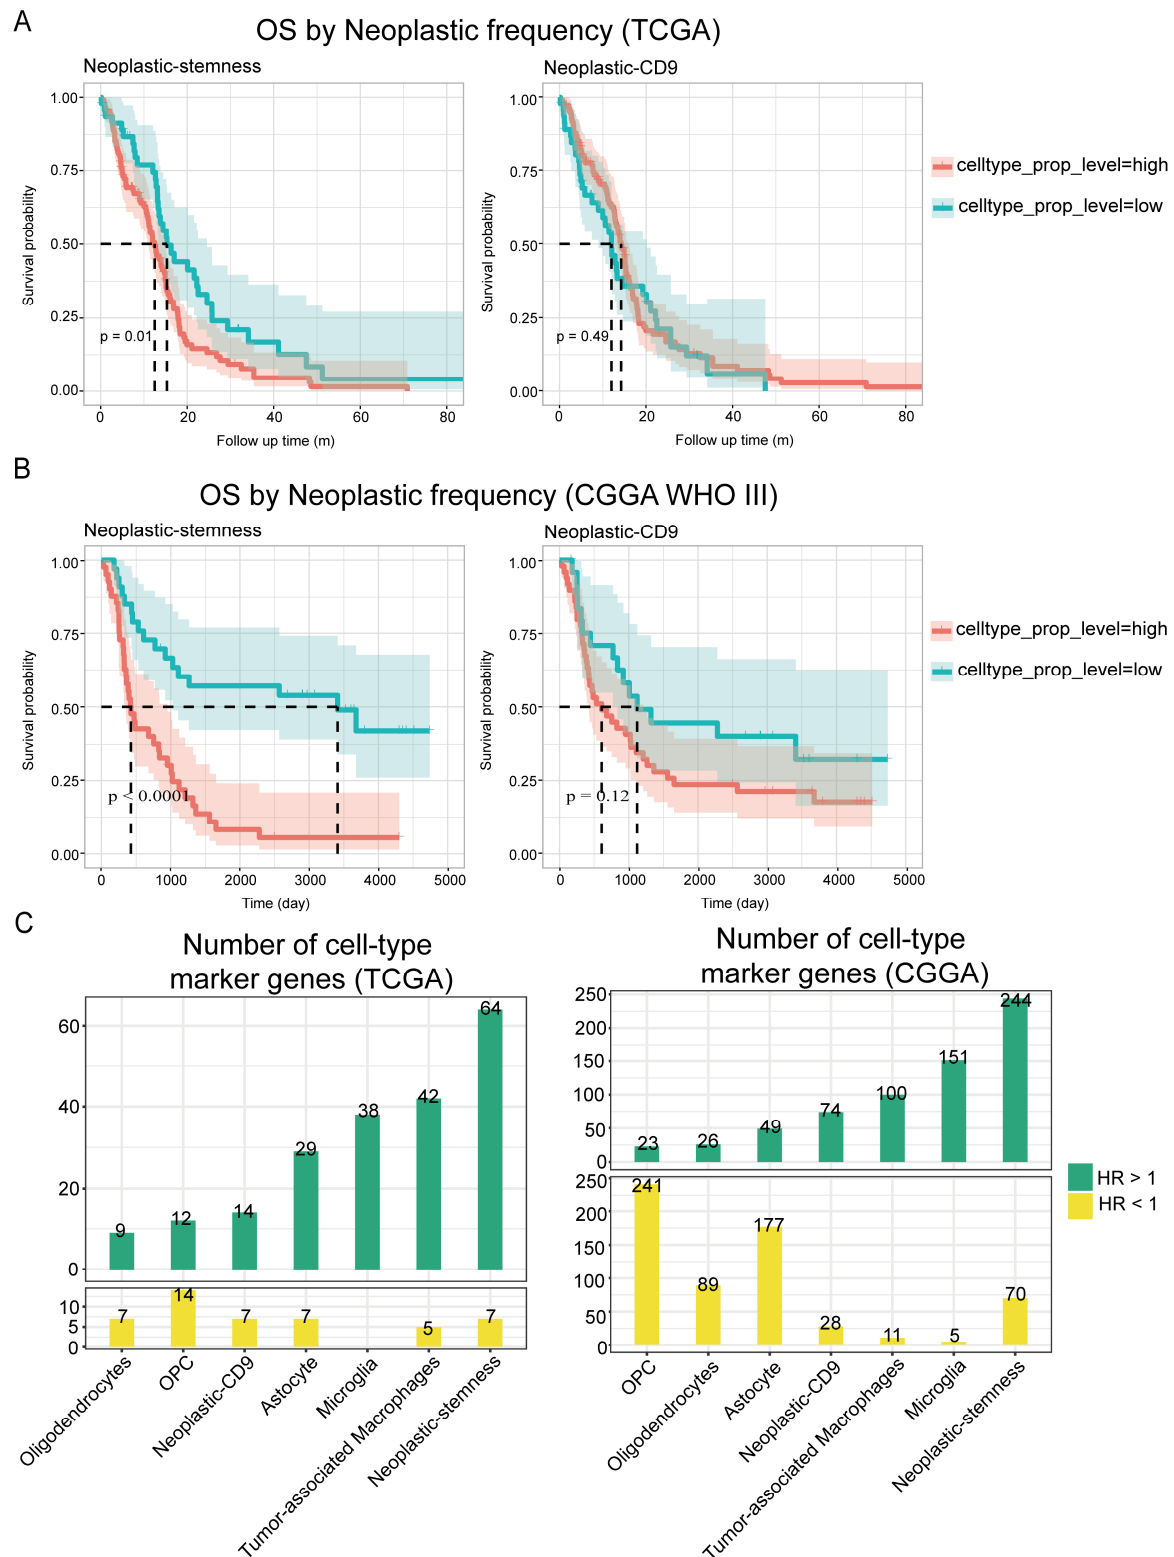 A
OS by Neoplastic frequency (TCGA)
Neoplastic-stemness
Neoplastic-CD9
1.00
0.75
0.50
0.25
0.00
Survival probability
p = 0.01
0 20 40 60 80
Follow up time (m)
1.00
0.75
0.50
0.25
0.00
Survival probability
p = 0.49
0 20 40 60 80
Follow up time (m)
celltype_prop_level=high
celltype_prop_level=low
B
OS by Neoplastic frequency (CGGA WHO III)
Neoplastic-stemness
Neoplastic-CD9
1.00
0.75
0.50
0.25
0.00
Survival probability
p < 0.0001
0 1000 2000 3000 4000 5000
Time (day)
1.00
0.75
0.50
0.25
0.00
Survival probability
p = 0.12
0 1000 2000 3000 4000 5000
Time (day)
celltype_prop_level=high
celltype_prop_level=low
C
Number of cell-type
marker genes (TCGA)
60
40
20
0
9 12 14 29 38 42 64
10
5
0
7 14 7 7 5 7
Oligodendrocytes
OPC
Neoplastic-CD9
Astocyte
Microglia
Tumor-associated Macrophages
Neoplastic-stemness
Number of cell-type
marker genes (CGGA)
250
200
150
100
50
0
23 26 49 74 100 151 244
250
200
150
100
50
0
241 89 177 28 11 5 70
OPC
Oligodendrocytes
Astocyte
Neoplastic-CD9
Tumor-associated Macrophages
Microglia
Neoplastic-stemness
HR > 1
HR < 1